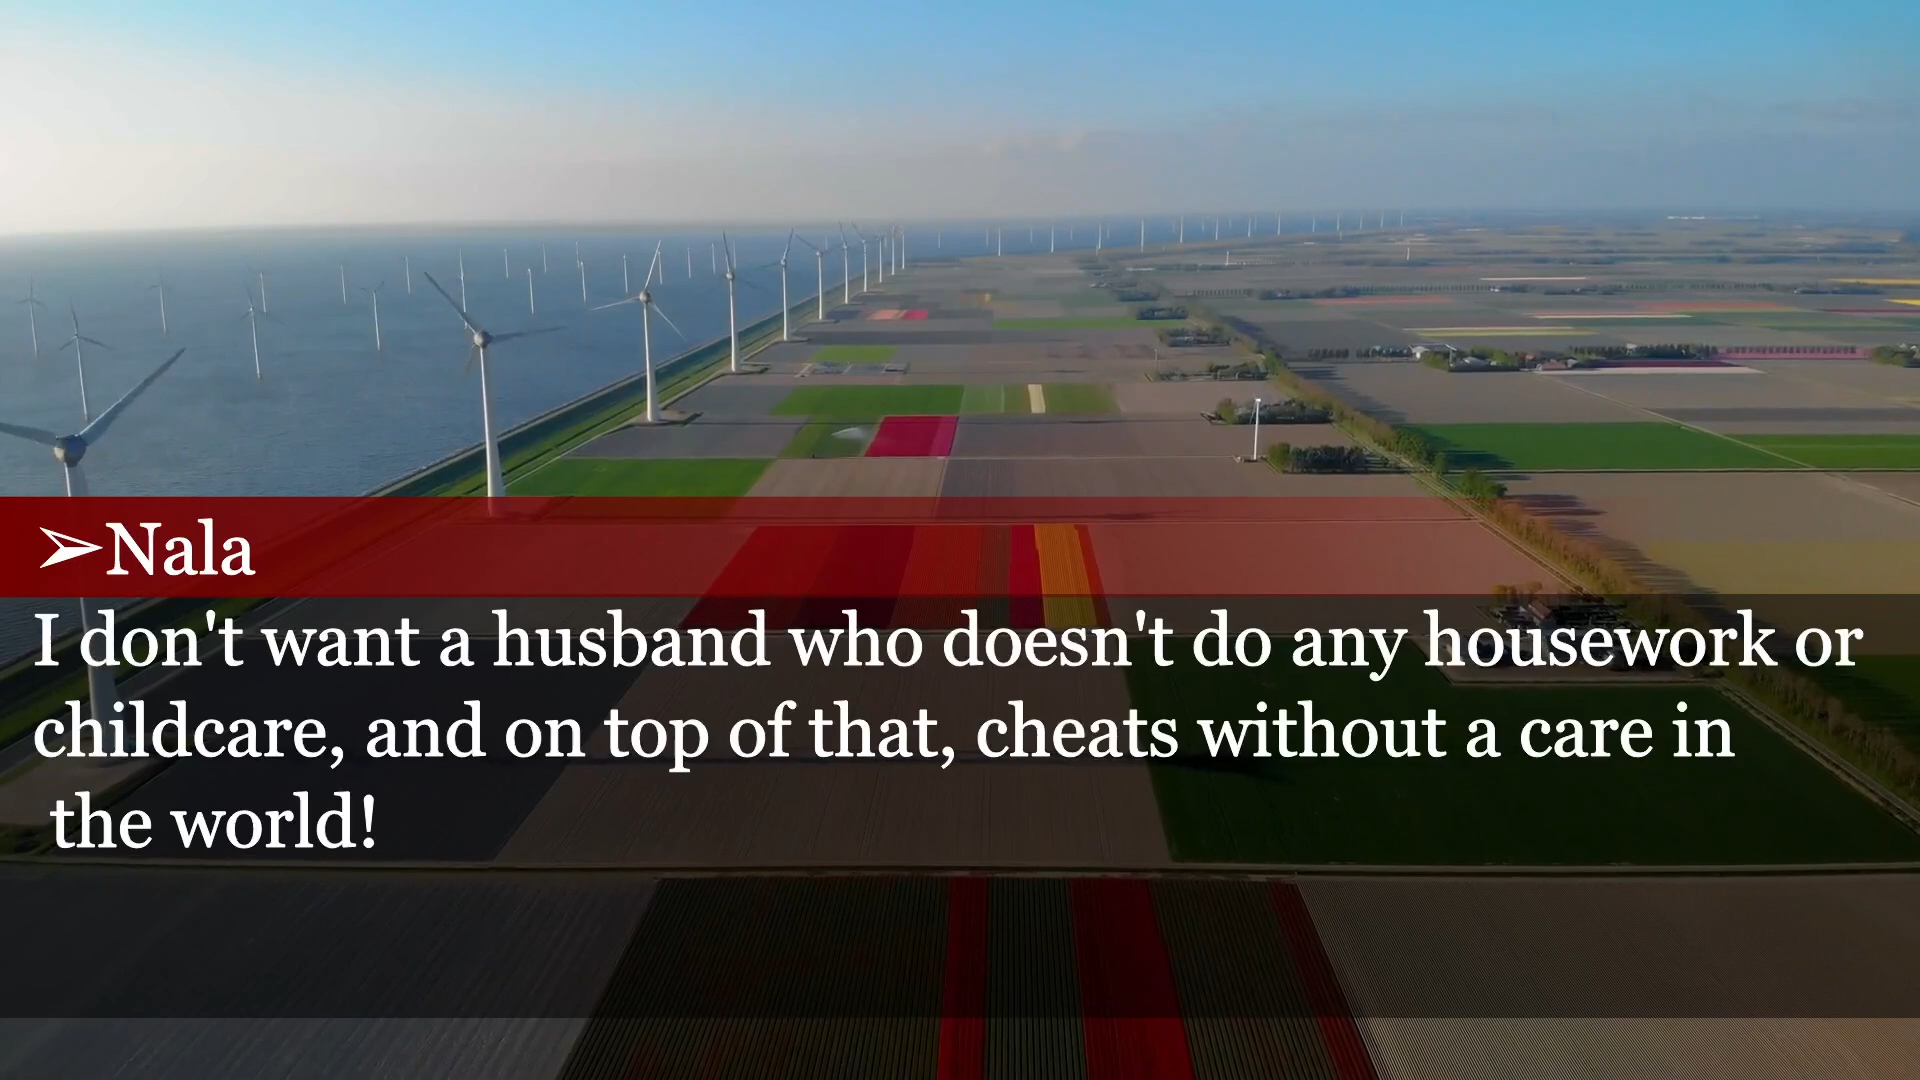 ➢Nala
I don't want a husband who doesn't do any housework or
childcare, and on top of that, cheats without a care in
the world!